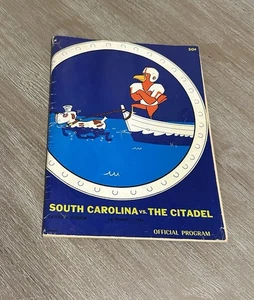 50¢
SOUTH CAROLINA vs. THE CITADEL
OFFICIAL PROGRAM